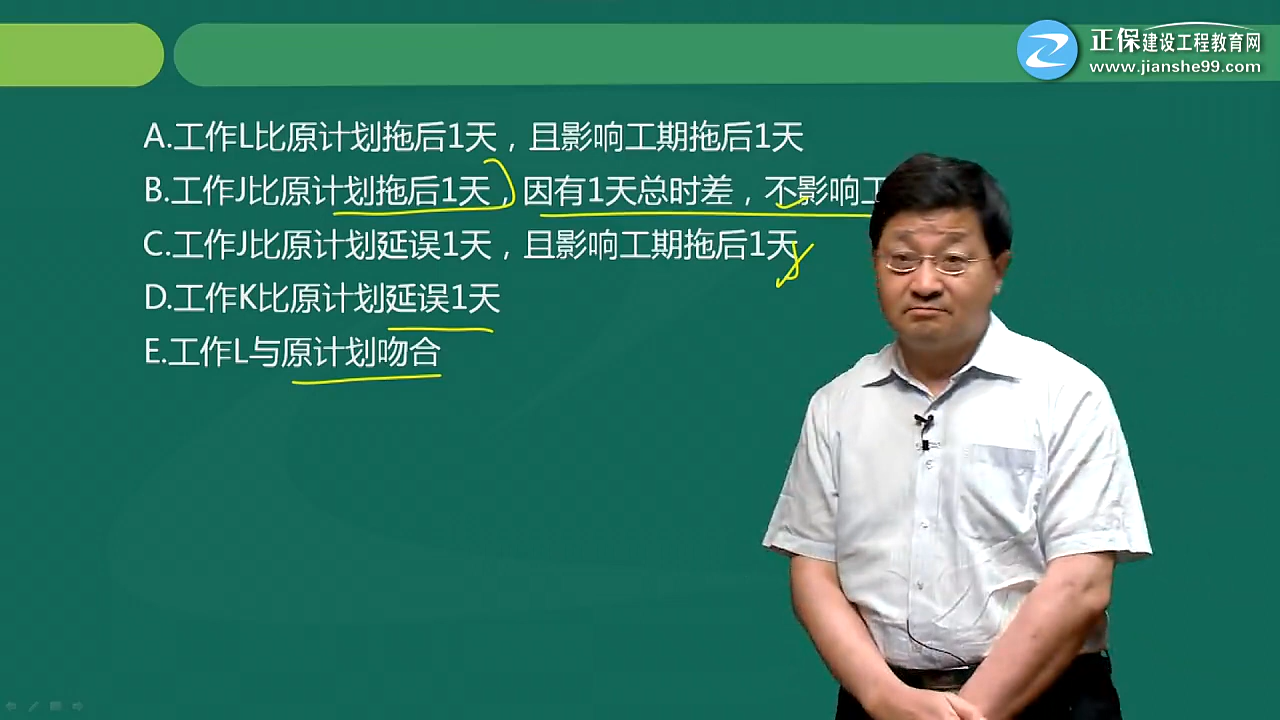 正保建设工程教育网
www.jianshe99.com
A.工作L比原计划拖后1天，且影响工期拖后1天
B.工作J比原计划拖后1天，因有1天总时差，不影响工
C.工作J比原计划延误1天，且影响工期拖后1天
D.工作K比原计划延误1天
E.工作L与原计划吻合